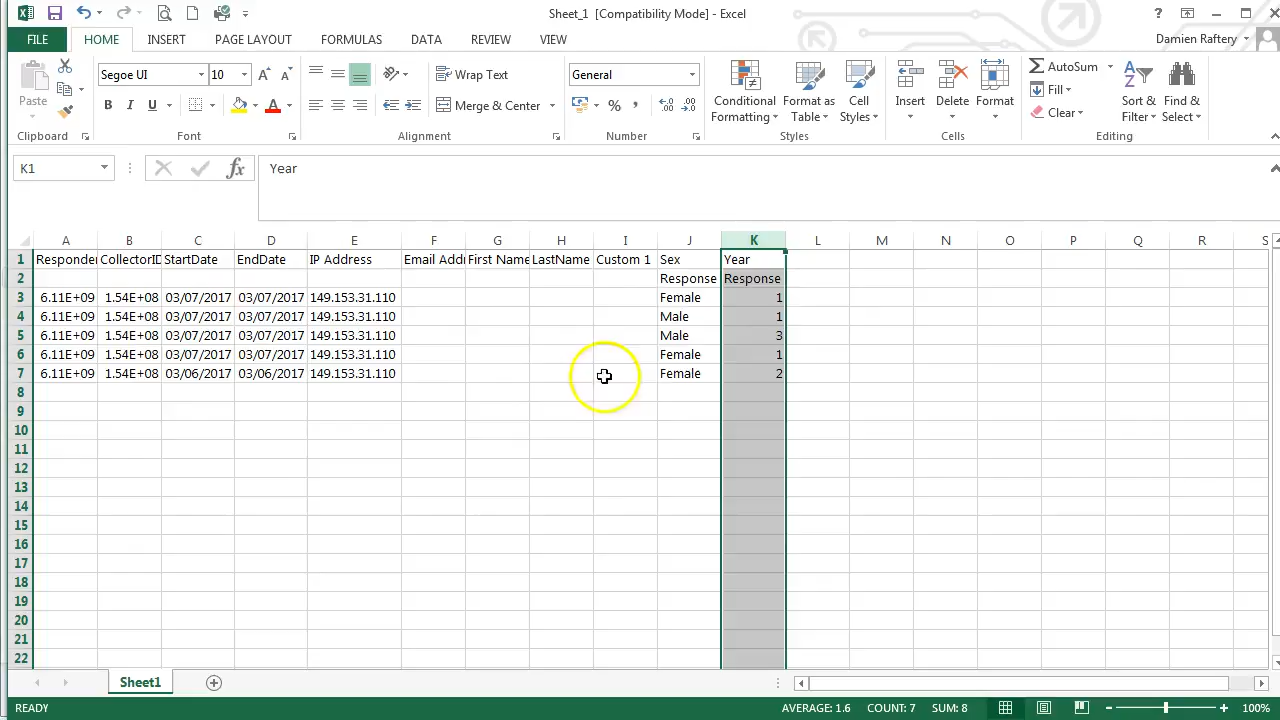 Sheet_1 [Compatibility Mode] - Excel
?
FILE HOME INSERT PAGE LAYOUT FORMULAS DATA REVIEW VIEW
Damien Raftery
Paste
Segoe UI 10 A A
B I U A
Wrap Text
Merge & Center
General
% ,
Conditional Formatting
Format as Table
Cell Styles
Insert
Delete
Format
AutoSum
Fill
Clear
Sort & Filter
Find & Select
Clipboard Font Alignment Number Styles Cells Editing
K1 fx Year
A B C D E F G H I J K L M N O P Q R S
1 Responder CollectorID StartDate EndDate IP Address Email Addr First Name LastName Custom 1 Sex Year
2 Response Response
3 6.11E+09 1.54E+08 03/07/2017 03/07/2017 149.153.31.110 Female 1
4 6.11E+09 1.54E+08 03/07/2017 03/07/2017 149.153.31.110 Male 1
5 6.11E+09 1.54E+08 03/07/2017 03/07/2017 149.153.31.110 Male 3
6 6.11E+09 1.54E+08 03/07/2017 03/07/2017 149.153.31.110 Female 1
7 6.11E+09 1.54E+08 03/06/2017 03/06/2017 149.153.31.110 Female 2
8
9
10
11
12
13
14
15
16
17
18
19
20
21
22
Sheet1
READY AVERAGE: 1.6 COUNT: 7 SUM: 8 100%